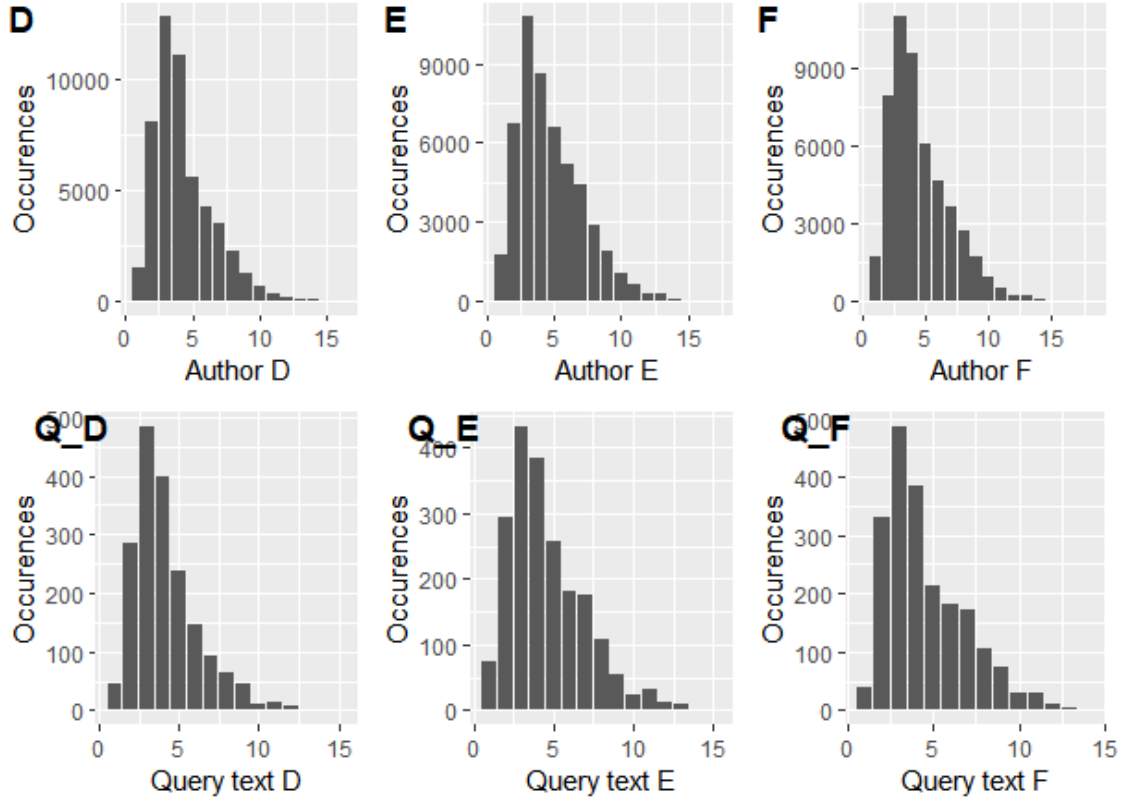 D
Occurences
10000
5000
0
0 5 10 15
Author D
E
Occurences
9000
6000
3000
0
0 5 10 15
Author E
F
Occurences
9000
6000
3000
0
0 5 10 15
Author F
Q_D
Occurences
500
400
300
200
100
0
0 5 10 15
Query text D
Q_E
Occurences
400
300
200
100
0
0 5 10 15
Query text E
Q_F
Occurences
500
400
300
200
100
0
0 5 10 15
Query text F